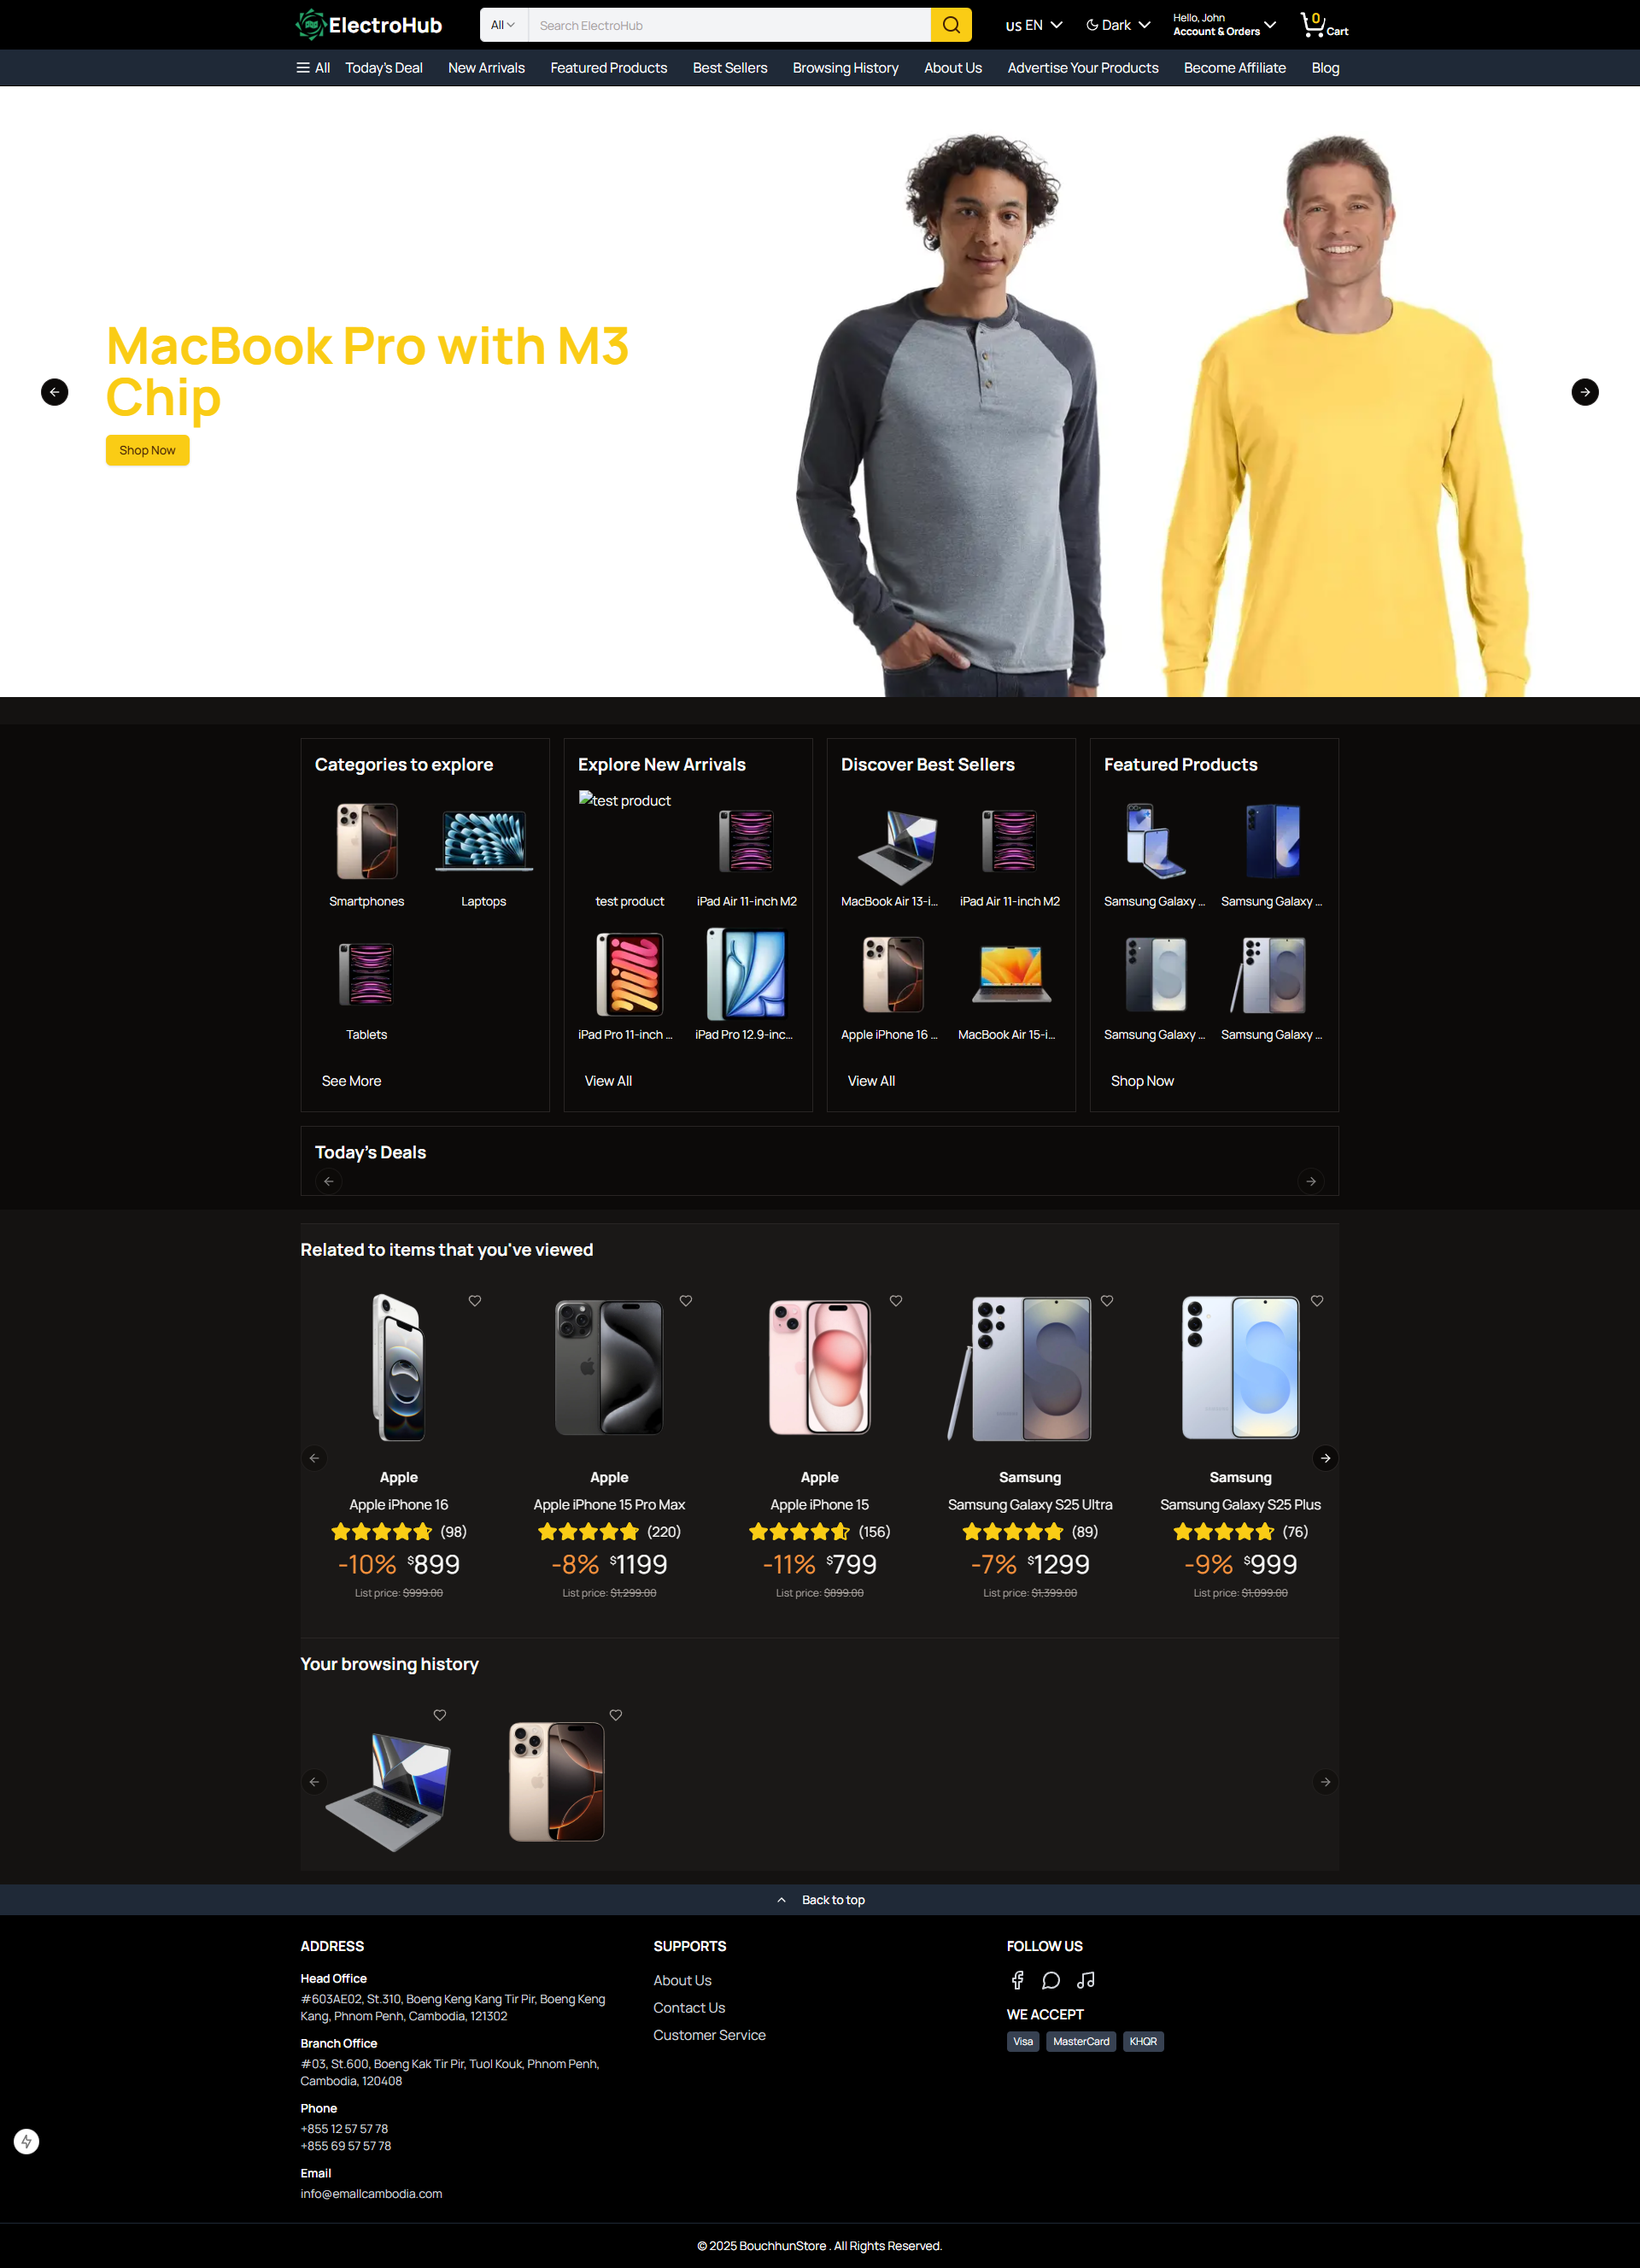 ElectroHub
All
Search ElectroHub
US EN
Dark
Hello, John
Account & Orders
0
Cart
All
Today's Deal
New Arrivals
Featured Products
Best Sellers
Browsing History
About Us
Advertise Your Products
Become Affiliate
Blog
MacBook Pro with M3
Chip
Shop Now
Categories to explore
Smartphones
Laptops
Tablets
See More
Explore New Arrivals
test product
test product
iPad Air 11-inch M2
iPad Pro 11-inch ...
iPad Pro 12.9-inc...
View All
Discover Best Sellers
MacBook Air 13-i...
iPad Air 11-inch M2
Apple iPhone 16 ...
MacBook Air 15-i...
View All
Featured Products
Samsung Galaxy ...
Samsung Galaxy ...
Samsung Galaxy ...
Samsung Galaxy ...
Shop Now
Today's Deals
Related to items that you've viewed
Apple
Apple iPhone 16
(98)
-10% $899
List price: $999.00
Apple
Apple iPhone 15 Pro Max
(220)
-8% $1199
List price: $1,299.00
Apple
Apple iPhone 15
(156)
-11% $799
List price: $899.00
Samsung
Samsung Galaxy S25 Ultra
(89)
-7% $1299
List price: $1,399.00
Samsung
Samsung Galaxy S25 Plus
(76)
-9% $999
List price: $1,099.00
Your browsing history
Back to top
ADDRESS
Head Office
#603AE02, St.310, Boeng Keng Kang Tir Pir, Boeng Keng
Kang, Phnom Penh, Cambodia, 121302
Branch Office
#03, St.600, Boeng Kak Tir Pir, Tuol Kouk, Phnom Penh,
Cambodia, 120408
Phone
+855 12 57 57 78
+855 69 57 57 78
Email
info@emallcambodia.com
SUPPORTS
About Us
Contact Us
Customer Service
FOLLOW US
WE ACCEPT
Visa
MasterCard
KHQR
© 2025 BouchhunStore . All Rights Reserved.